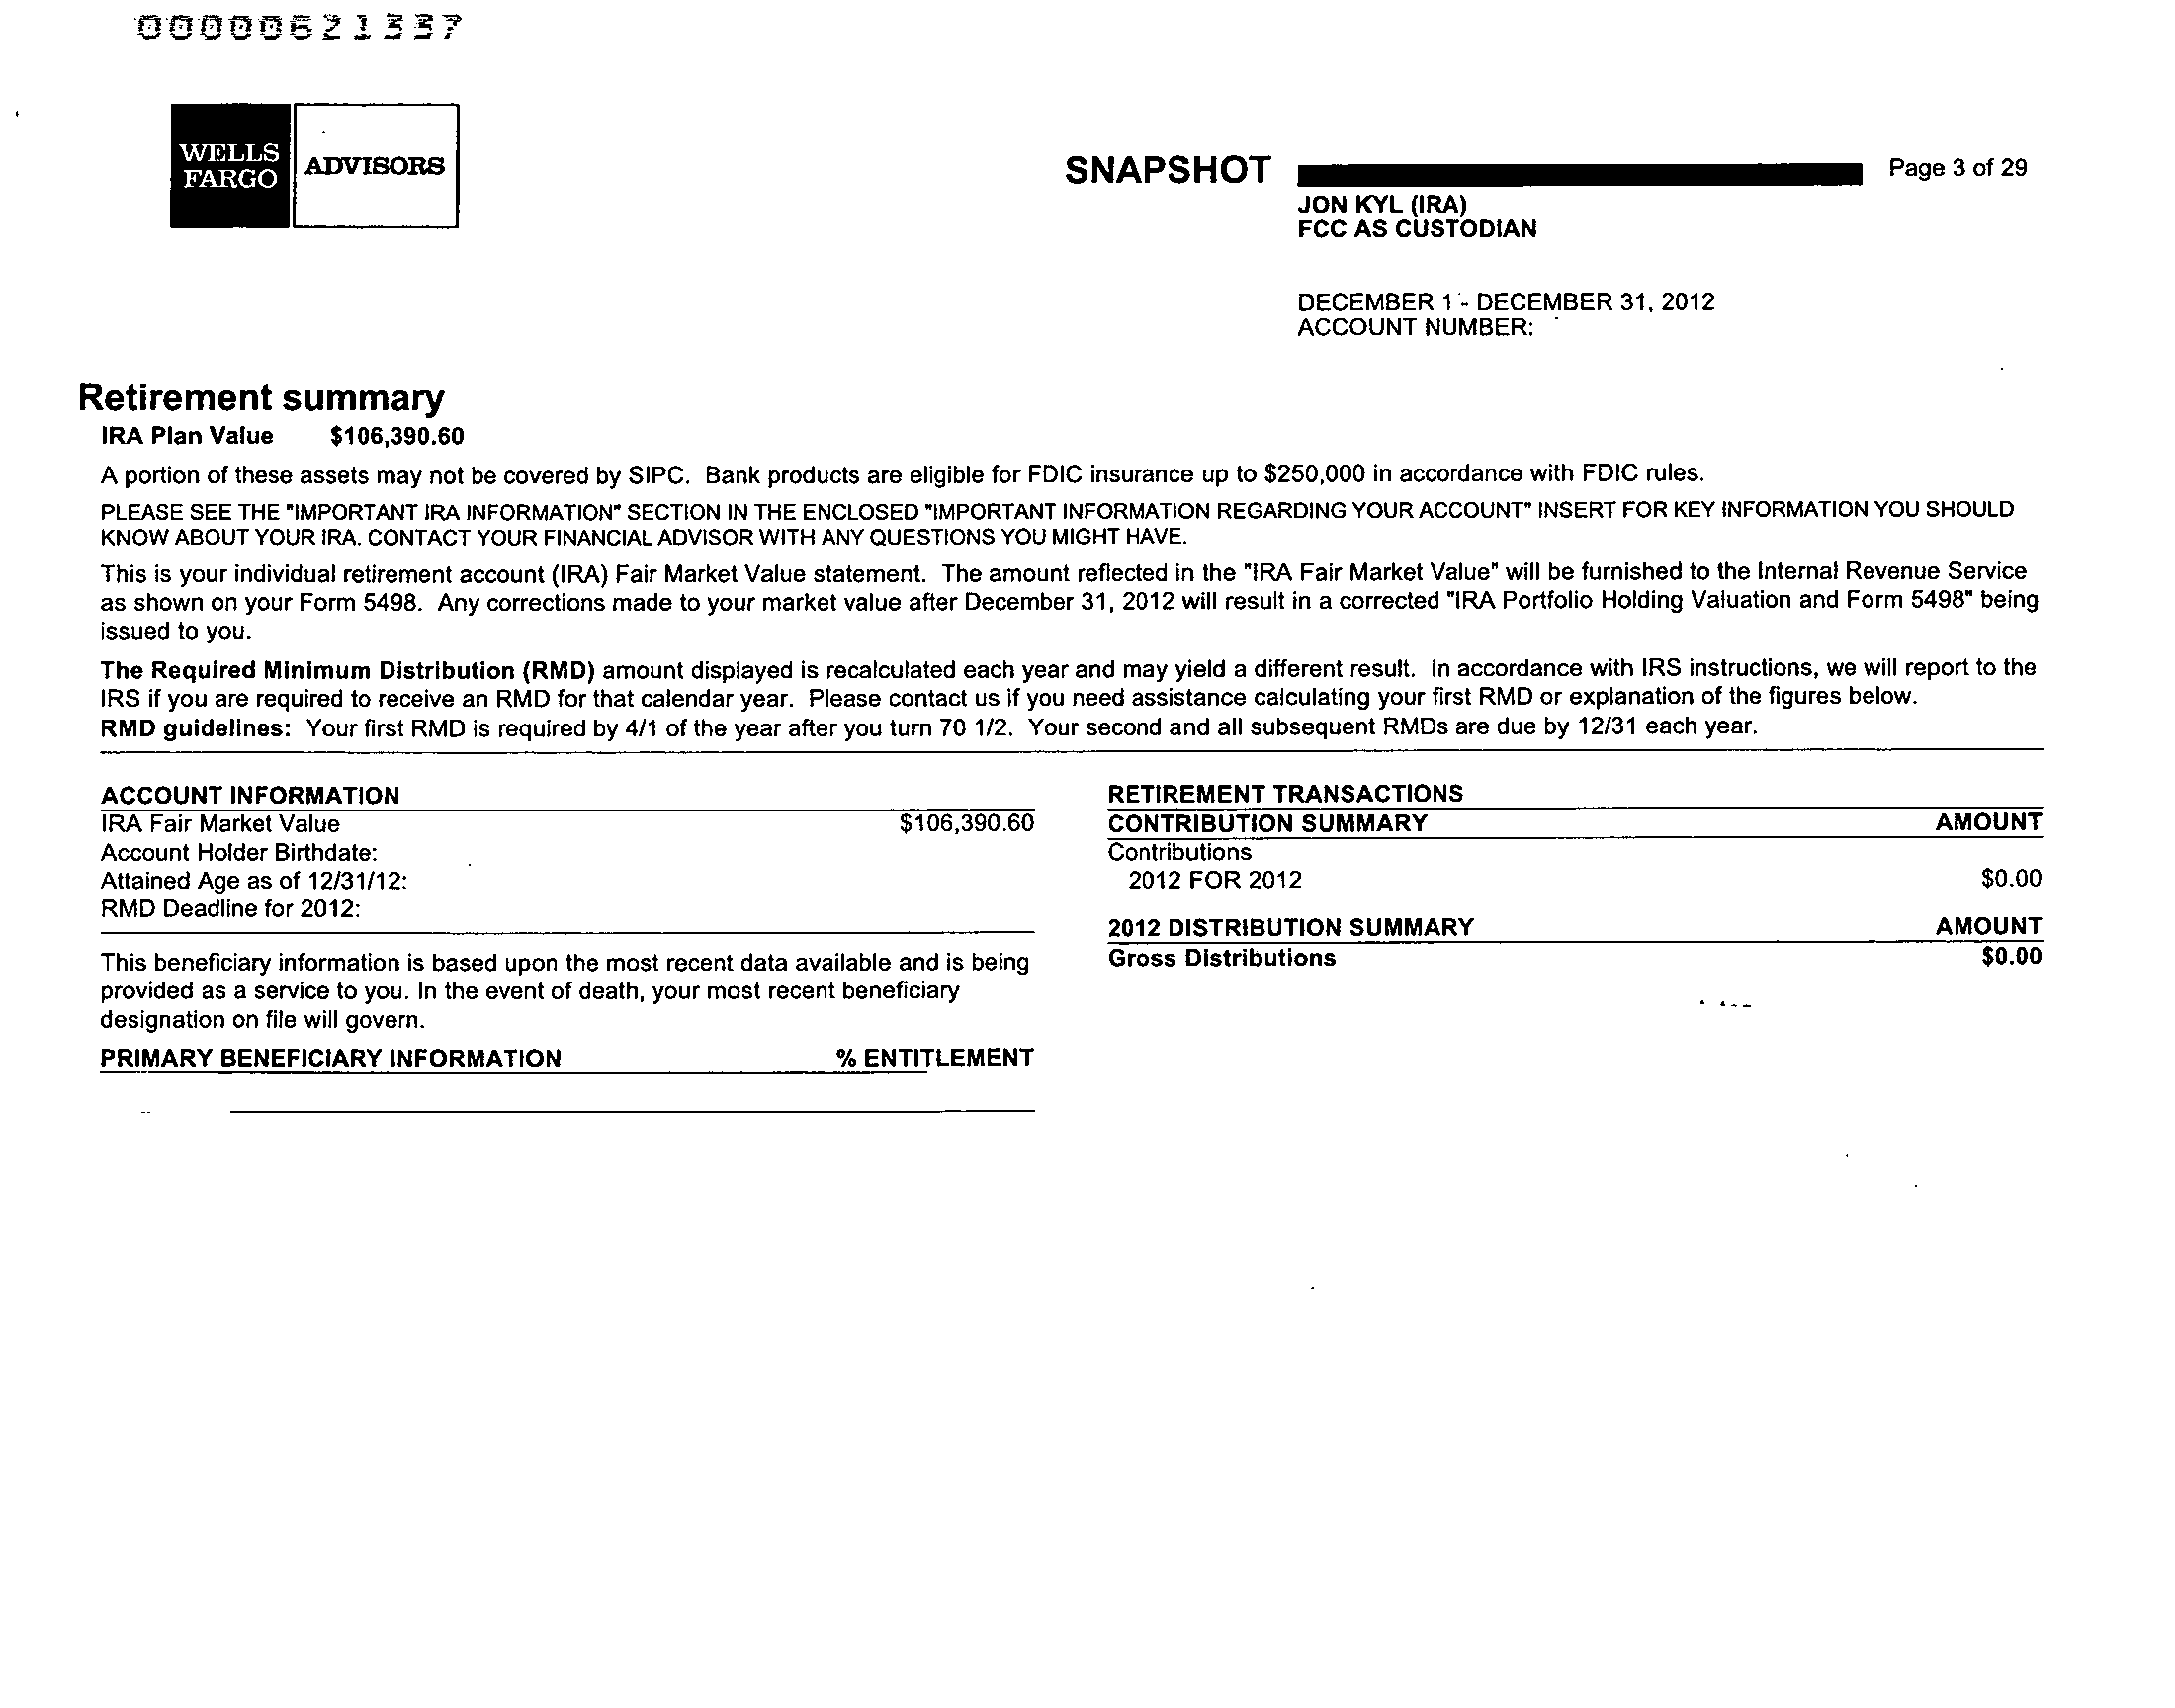 00000621337
WELLS
FARGO
ADVISORS
SNAPSHOT
Page 3 of 29
JON KYL (IRA)
FCC AS CUSTODIAN
DECEMBER 1 - DECEMBER 31, 2012
ACCOUNT NUMBER:
Retirement summary
IRA Plan Value $106,390.60
A portion of these assets may not be covered by SIPC. Bank products are eligible for FDIC insurance up to $250,000 in accordance with FDIC rules.
PLEASE SEE THE "IMPORTANT IRA INFORMATION" SECTION IN THE ENCLOSED "IMPORTANT INFORMATION REGARDING YOUR ACCOUNT" INSERT FOR KEY INFORMATION YOU SHOULD
KNOW ABOUT YOUR IRA. CONTACT YOUR FINANCIAL ADVISOR WITH ANY QUESTIONS YOU MIGHT HAVE.
This is your individual retirement account (IRA) Fair Market Value statement. The amount reflected in the "IRA Fair Market Value" will be furnished to the Internal Revenue Service
as shown on your Form 5498. Any corrections made to your market value after December 31, 2012 will result in a corrected "IRA Portfolio Holding Valuation and Form 5498" being
issued to you.
The Required Minimum Distribution (RMD) amount displayed is recalculated each year and may yield a different result. In accordance with IRS instructions, we will report to the
IRS if you are required to receive an RMD for that calendar year. Please contact us if you need assistance calculating your first RMD or explanation of the figures below.
RMD guidelines: Your first RMD is required by 4/1 of the year after you turn 70 1/2. Your second and all subsequent RMDs are due by 12/31 each year.
ACCOUNT INFORMATION
IRA Fair Market Value $106,390.60
Account Holder Birthdate:
Attained Age as of 12/31/12:
RMD Deadline for 2012:
This beneficiary information is based upon the most recent data available and is being
provided as a service to you. In the event of death, your most recent beneficiary
designation on file will govern.
PRIMARY BENEFICIARY INFORMATION % ENTITLEMENT
RETIREMENT TRANSACTIONS
CONTRIBUTION SUMMARY AMOUNT
Contributions
2012 FOR 2012 $0.00
2012 DISTRIBUTION SUMMARY AMOUNT
Gross Distributions $0.00